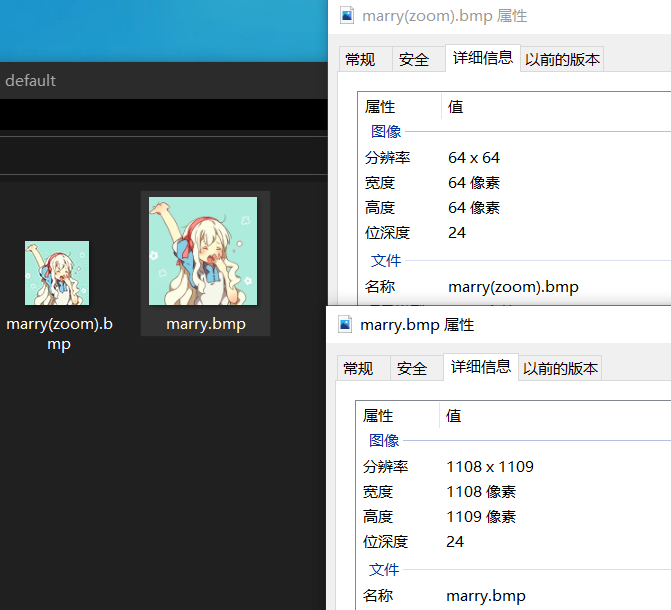 default
marry(zoom).b
mp
marry.bmp
marry(zoom).bmp 属性
常规
安全
详细信息
以前的版本
属性
值
图像
分辨率
64 x 64
宽度
64 像素
高度
64 像素
位深度
24
文件
名称
marry(zoom).bmp
marry.bmp 属性
常规
安全
详细信息
以前的版本
属性
值
图像
分辨率
1108 x 1109
宽度
1108 像素
高度
1109 像素
位深度
24
文件
名称
marry.bmp